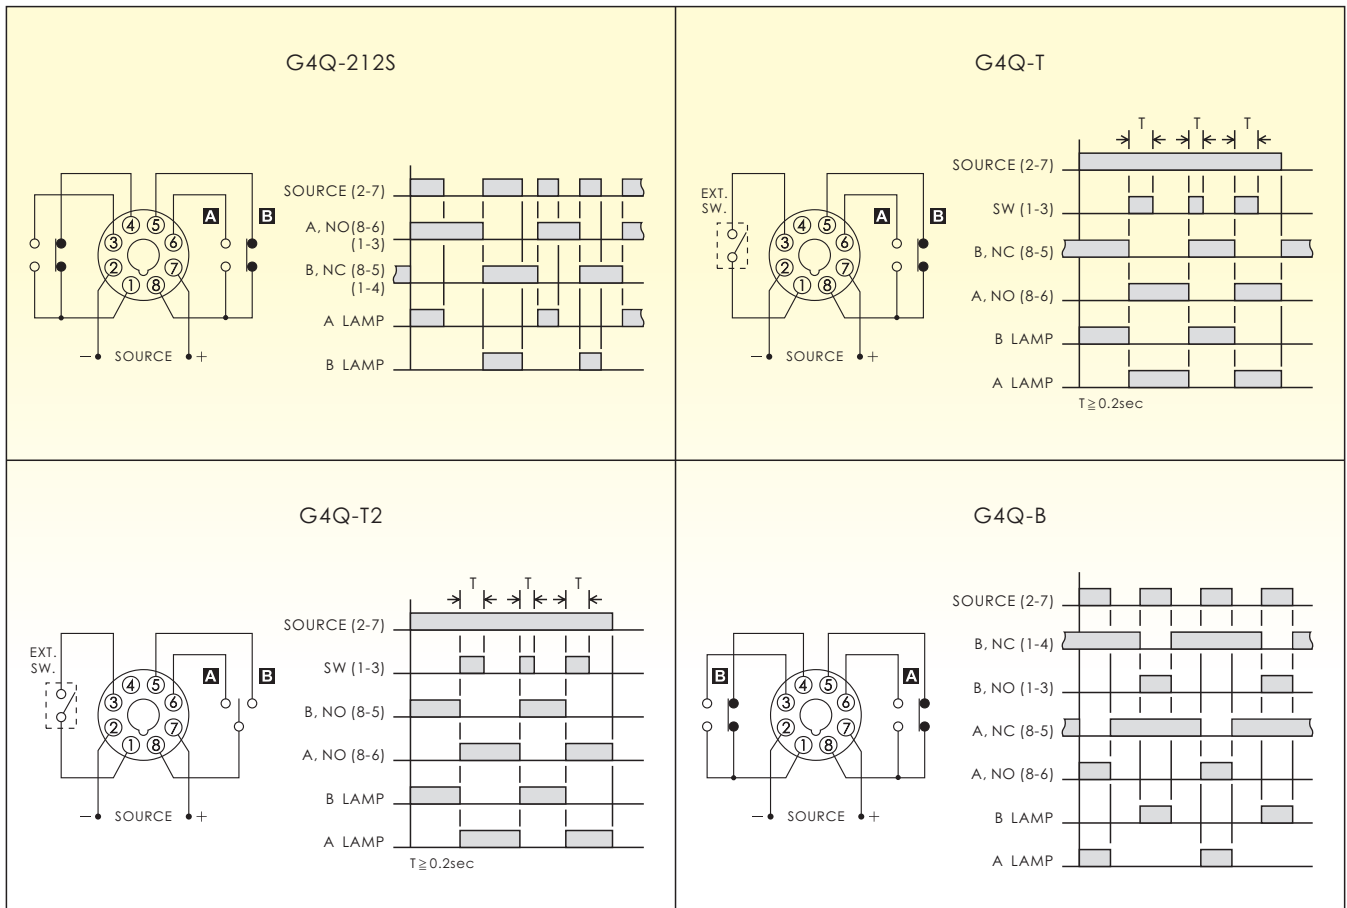 G4Q-212S
SOURCE (2-7)
A, NO(8-6)
(1-3)
B, NC (8-5)
(1-4)
A LAMP
B LAMP
A
B
4 5
3 6
2 7
1 8
− SOURCE +
G4Q-T
T T T
SOURCE (2-7)
SW (1-3)
B, NC (8-5)
A, NO (8-6)
B LAMP
A LAMP
T≧0.2sec
EXT.
SW.
A
B
4 5
3 6
2 7
1 8
− SOURCE +
G4Q-T2
T T T
SOURCE (2-7)
SW (1-3)
B, NO (8-5)
A, NO (8-6)
B LAMP
A LAMP
T≧0.2sec
EXT.
SW.
A
B
4 5
3 6
2 7
1 8
− SOURCE +
G4Q-B
SOURCE (2-7)
B, NC (1-4)
B, NO (1-3)
A, NC (8-5)
A, NO (8-6)
B LAMP
A LAMP
B
A
4 5
3 6
2 7
1 8
− SOURCE +